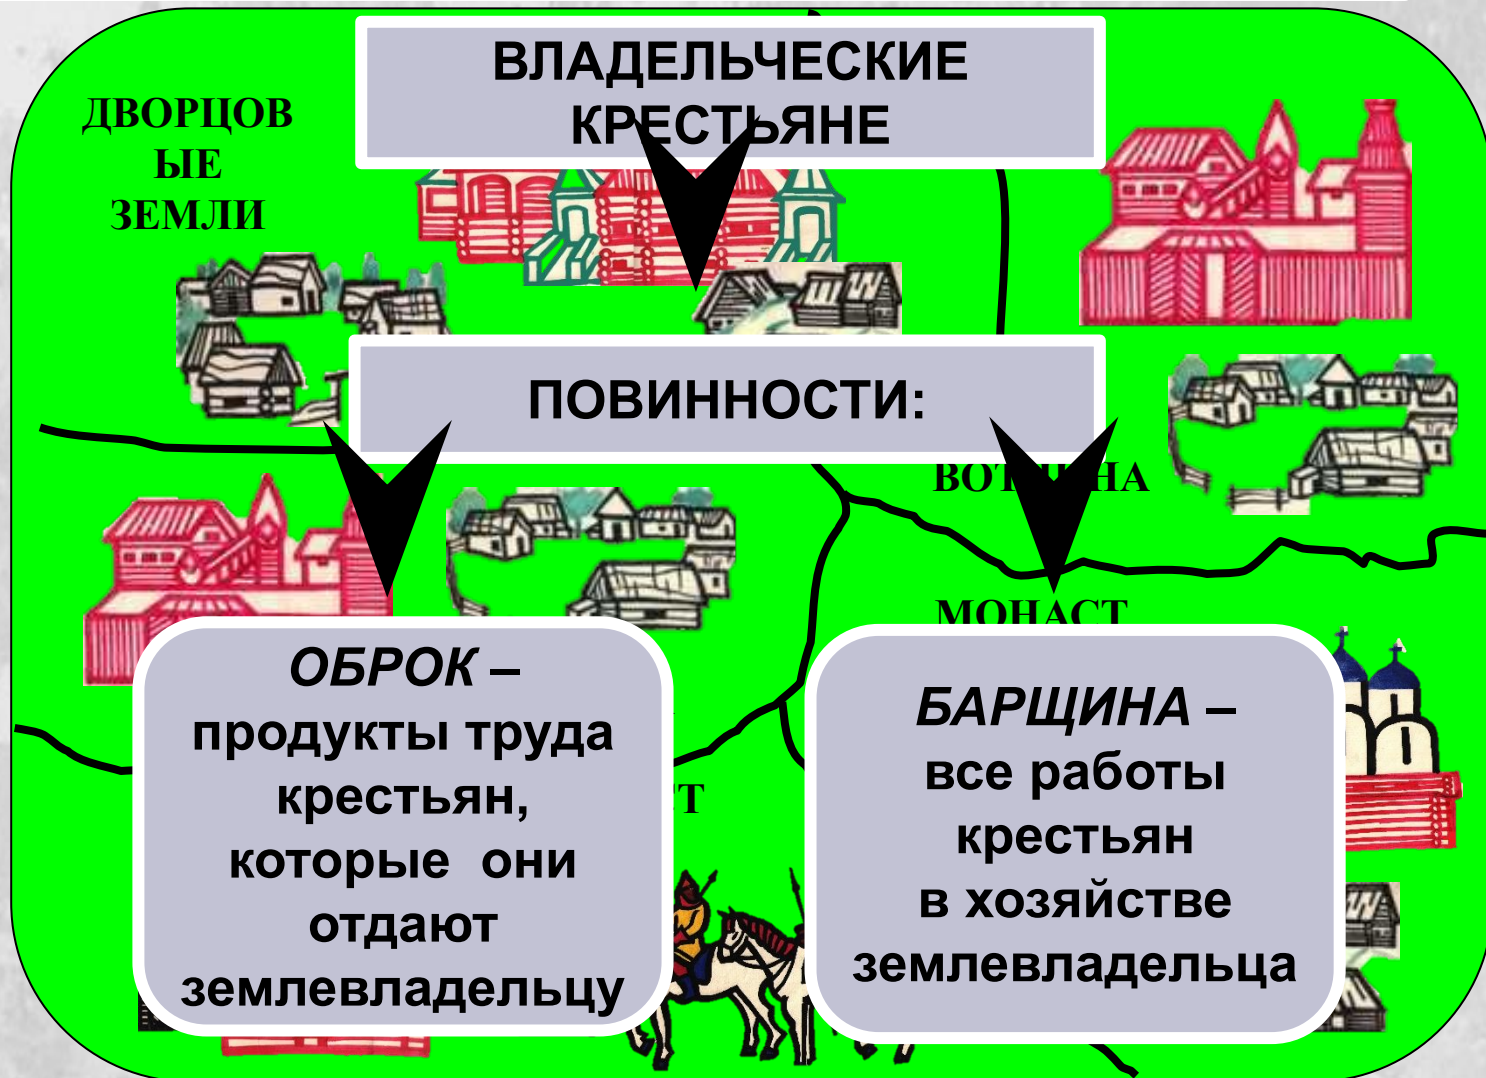 ВЛАДЕЛЬЧЕСКИЕ
КРЕСТЬЯНЕ
ДВОРЦОВ
ЫЕ
ЗЕМЛИ
ПОВИННОСТИ:
МОНАСТ
ОБРОК –
продукты труда
крестьян,
которые они
отдают
землевладельцу
БАРЩИНА –
все работы
крестьян
в хозяйстве
землевладельца